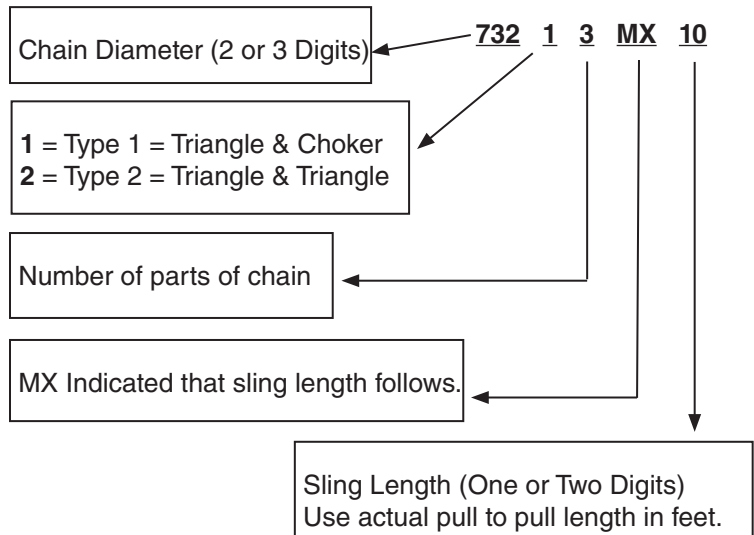 732 1 3 MX 10
Chain Diameter (2 or 3 Digits)
1 = Type 1 = Triangle & Choker
2 = Type 2 = Triangle & Triangle
Number of parts of chain
MX Indicated that sling length follows.
Sling Length (One or Two Digits)
Use actual pull to pull length in feet.